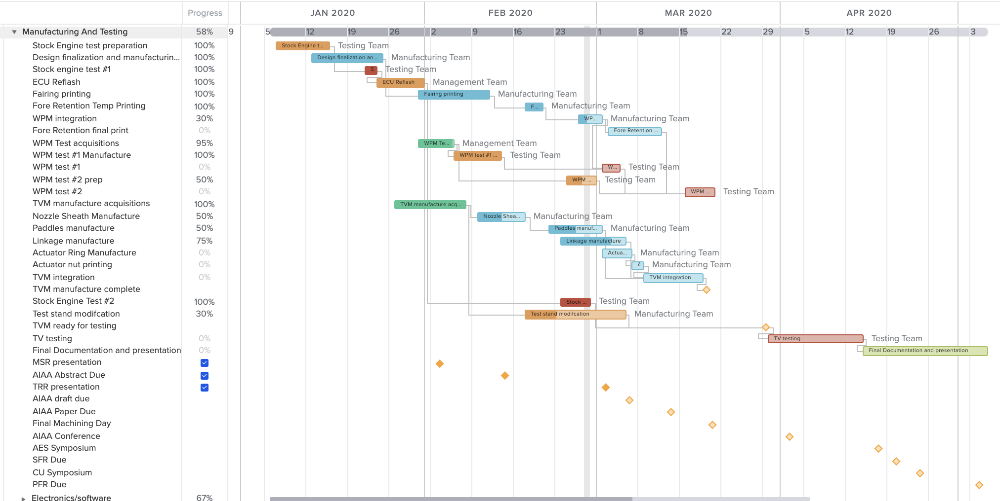 Progress JAN 2020 FEB 2020 MAR 2020 APR 2020
Manufacturing And Testing 58% 9 5 12 19 26 2 9 16 23 1 8 15 22 29 5 12 19 26 3
Stock Engine test preparation 100% Stock Engine t... Testing Team
Design finalization and manufacturin... 100% Design finalization an... Manufacturing Team
Stock engine test #1 100% S Testing Team
ECU Reflash 100% ECU Reflash Management Team
Fairing printing 100% Fairing printing Manufacturing Team
Fore Retention Temp Printing 100% F... Manufacturing Team
WPM integration 30% WP... Manufacturing Team
Fore Retention final print 0% Fore Retention ...
WPM Test acquisitions 95% WPM Te... Management Team
WPM test #1 Manufacture 100% WPM test #1 ... Testing Team
WPM test #1 0% W... Testing Team
WPM test #2 prep 50% WPM ... Testing Team
WPM test #2 0% WPM ... Testing Team
TVM manufacture acquisitions 100% TVM manufacture acq...
Nozzle Sheath Manufacture 50% Nozzle Shea... Manufacturing Team
Paddles manufacture 50% Paddles manuf... Manufacturing Team
Linkage manufacture 75% Linkage manufacture
Actuator Ring Manufacture 0% Actua... Manufacturing Team
Actuator nut printing 0% A Manufacturing Team
TVM integration 0% TVM integration
TVM manufacture complete
Stock Engine Test #2 100% Stock ... Testing Team
Test stand modifcation 30% Test stand modifcation Manufacturing Team
TVM ready for testing
TV testing 0% TV testing Testing Team
Final Documentation and presentation 0% Final Documentation and presentation
MSR presentation
AIAA Abstract Due
TRR presentation
AIAA draft due
AIAA Paper Due
Final Machining Day
AIAA Conference
AES Symposium
SFR Due
CU Symposium
PFR Due
Electronics/software 67%